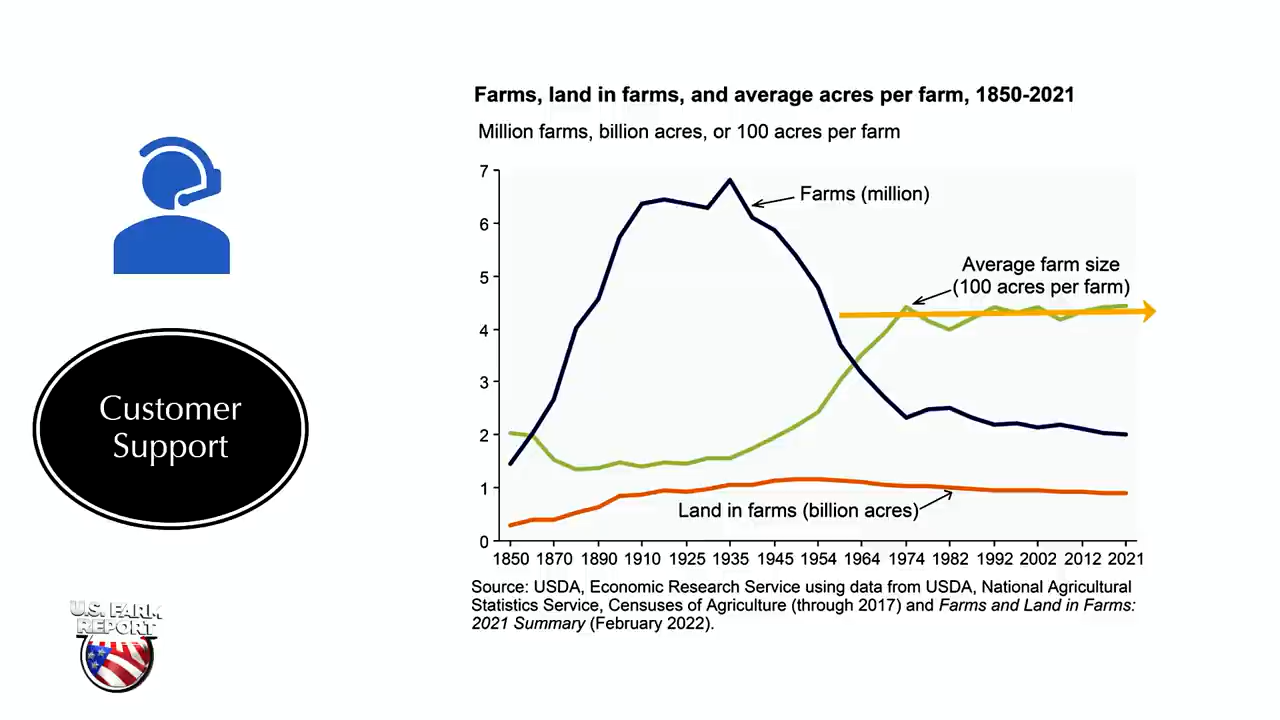 Farms, land in farms, and average acres per farm, 1850-2021
Million farms, billion acres, or 100 acres per farm
7
6
5
4
3
2
1
0
Farms (million)
Average farm size
(100 acres per farm)
Land in farms (billion acres)
1850 1870 1890 1910 1925 1935 1945 1954 1964 1974 1982 1992 2002 2012 2021
Source: USDA, Economic Research Service using data from USDA, National Agricultural
Statistics Service, Censuses of Agriculture (through 2017) and Farms and Land in Farms:
2021 Summary (February 2022).
Customer
Support
U.S. FARM
REPORT